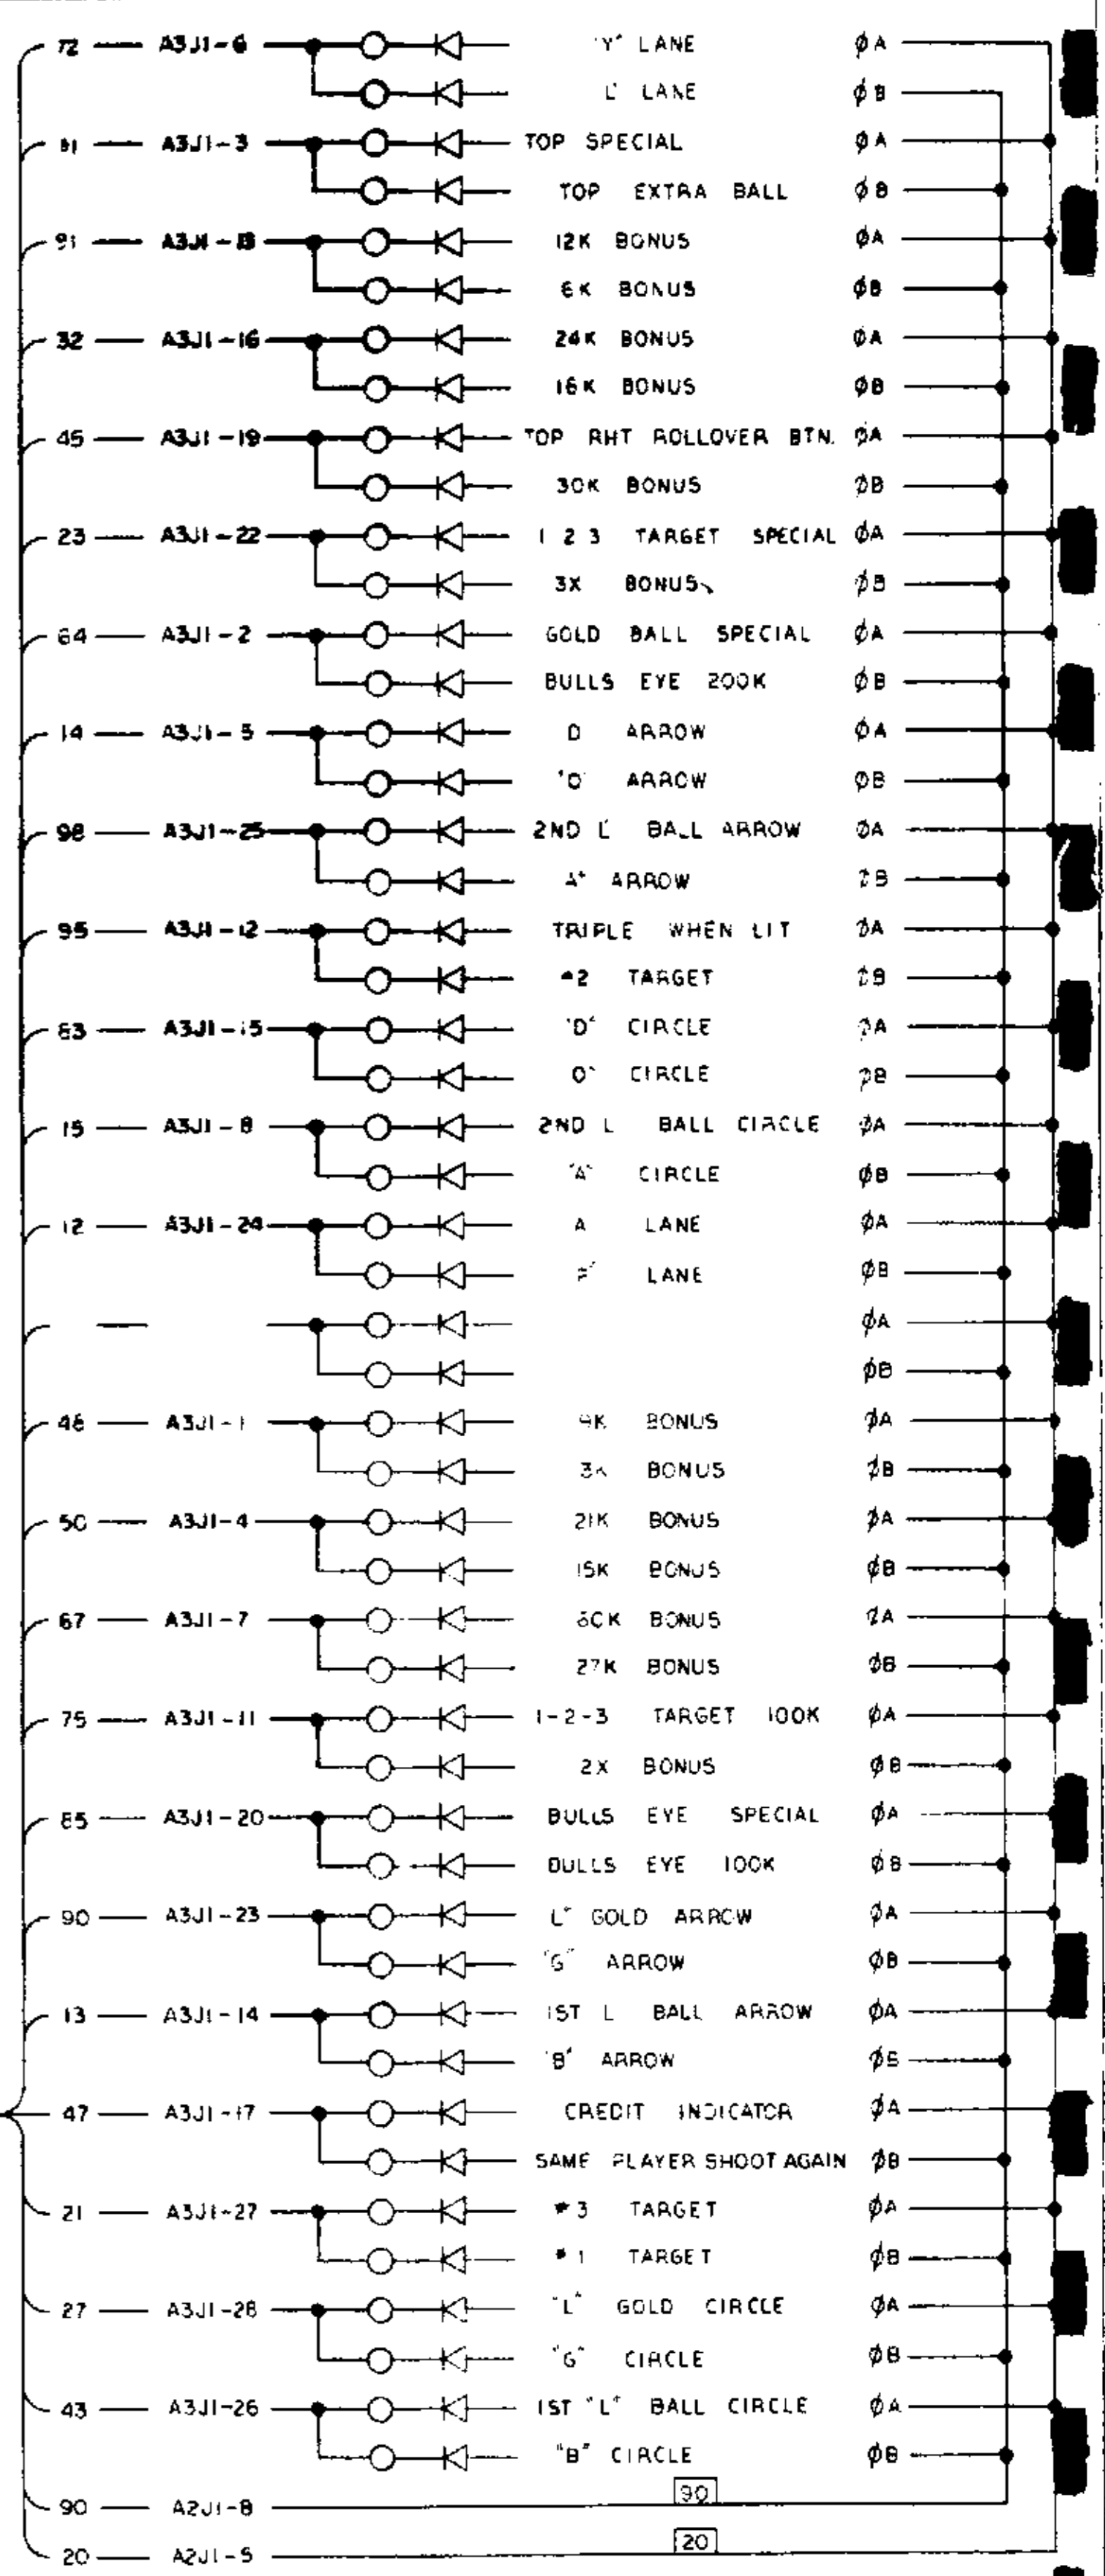 72 A3J1-6 "Y" LANE ØA
L' LANE ØB
81 A3J1-3 TOP SPECIAL ØA
TOP EXTRA BALL ØB
91 12K BONUS ØA
6K BONUS ØB
32 A3J1-16 24K BONUS ØA
18K BONUS ØB
45 A3J1-19 TOP RHT ROLLOVER BTN. ØA
30K BONUS ØB
23 A3J1-22 1 2 3 TARGET SPECIAL ØA
3X BONUS ØB
64 A3J1-2 GOLD BALL SPECIAL ØA
BULLS EYE 200K ØB
14 A3J1-5 D ARROW ØA
'O' ARROW ØB
98 A3J1-25 2ND L BALL ARROW ØA
A" ARROW ØB
95 A3J1-12 TRIPLE WHEN LIT ØA
#2 TARGET ØB
63 A3J1-15 "D" CIRCLE ØA
O" CIRCLE ØB
15 A3J1-8 2ND L BALL CIRCLE ØA
"A" CIRCLE ØB
12 A3J1-24 A LANE ØA
LANE ØB
ØA
ØB
48 A3J1-1 9K BONUS ØA
3K BONUS ØB
50 A3J1-4 21K BONUS ØA
15K BONUS ØB
67 A3J1-7 60K BONUS ØA
27K BONUS ØB
75 A3J1-11 1-2-3 TARGET 100K ØA
2X BONUS ØB
85 A3J1-20 BULLS EYE SPECIAL ØA
BULLS EYE 100K ØB
90 A3J1-23 L" GOLD ARROW ØA
"G" ARROW ØB
13 A3J1-14 1ST L BALL ARROW ØA
"B" ARROW ØB
47 A3J1-17 CREDIT INDICATOR ØA
SAME PLAYER SHOOT AGAIN ØB
21 A3J1-27 #3 TARGET ØA
#1 TARGET ØB
27 A3J1-28 "L" GOLD CIRCLE ØA
"G" CIRCLE ØB
43 A3J1-26 1ST "L" BALL CIRCLE ØA
"B" CIRCLE ØB
90 A2J1-8 90
20 A2J1-5 20